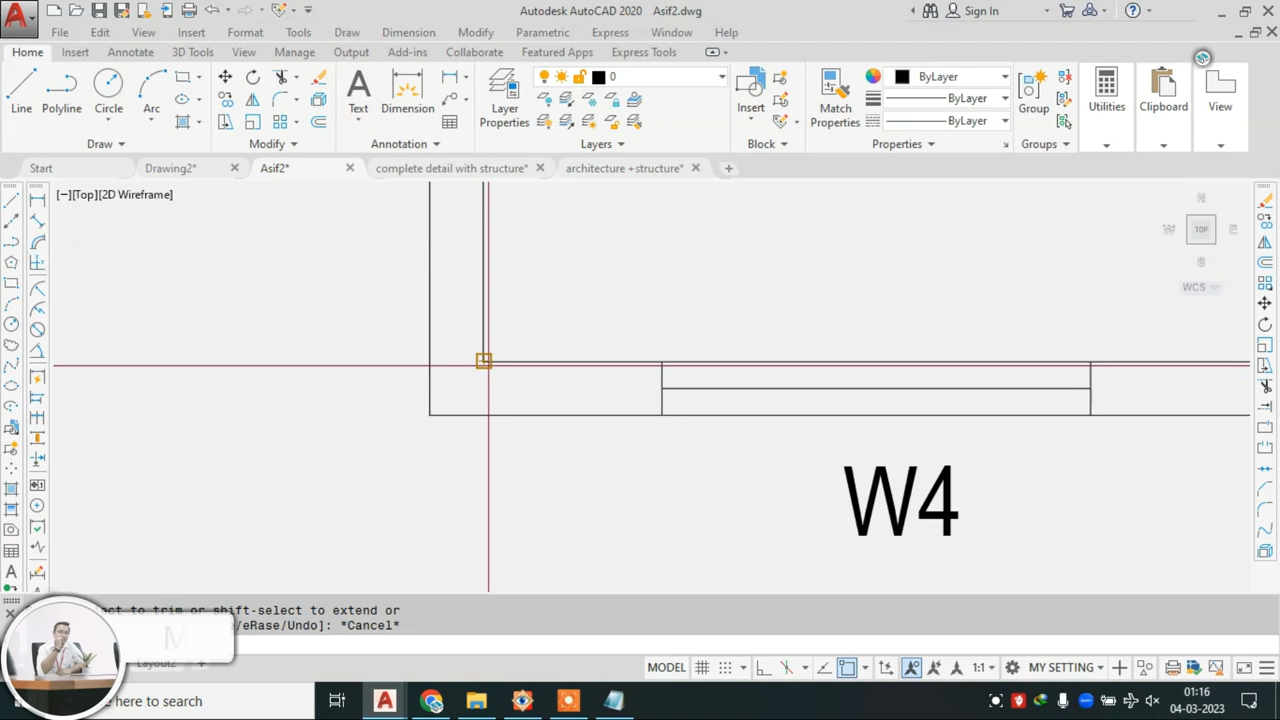 Autodesk AutoCAD 2020 Asif2.dwg
Sign In
File Edit View Insert Format Tools Draw Dimension Modify Parametric Express Window Help
Home Insert Annotate 3D Tools View Manage Output Add-ins Collaborate Featured Apps Express Tools
Line Polyline Circle Arc
Text Dimension
Layer Properties
0
Insert
Match Properties
ByLayer
ByLayer
ByLayer
Group
Utilities
Clipboard
View
Draw Modify Annotation Layers Block Properties Groups
Start Drawing2* Asif2* complete detail with structure* architecture +structure*
[−][Top][2D Wireframe]
N
W TOP E
S
WCS
W4
ect to trim or shift-select to extend or
e/eRase/Undo]: *Cancel*
M
Layout2 +
MODEL 1:1 MY SETTING
here to search
01:16
04-03-2023